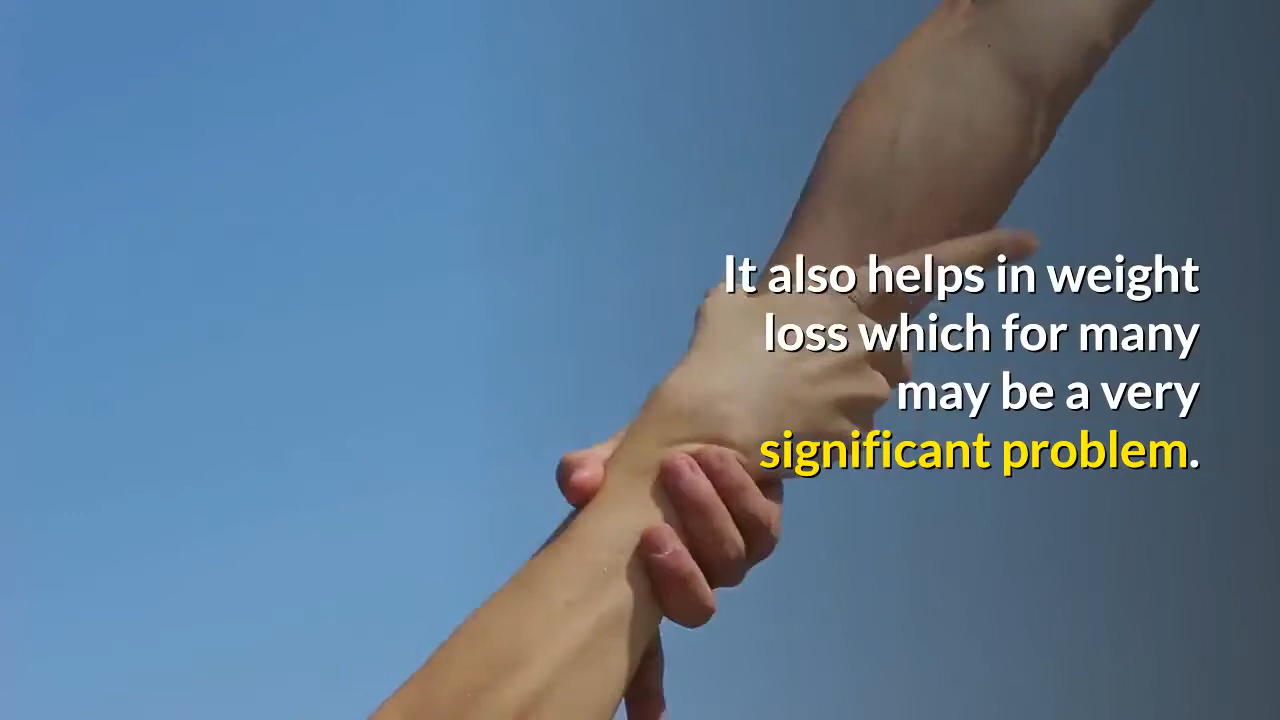 It also helps in weight
loss which for many
may be a very
significant problem.